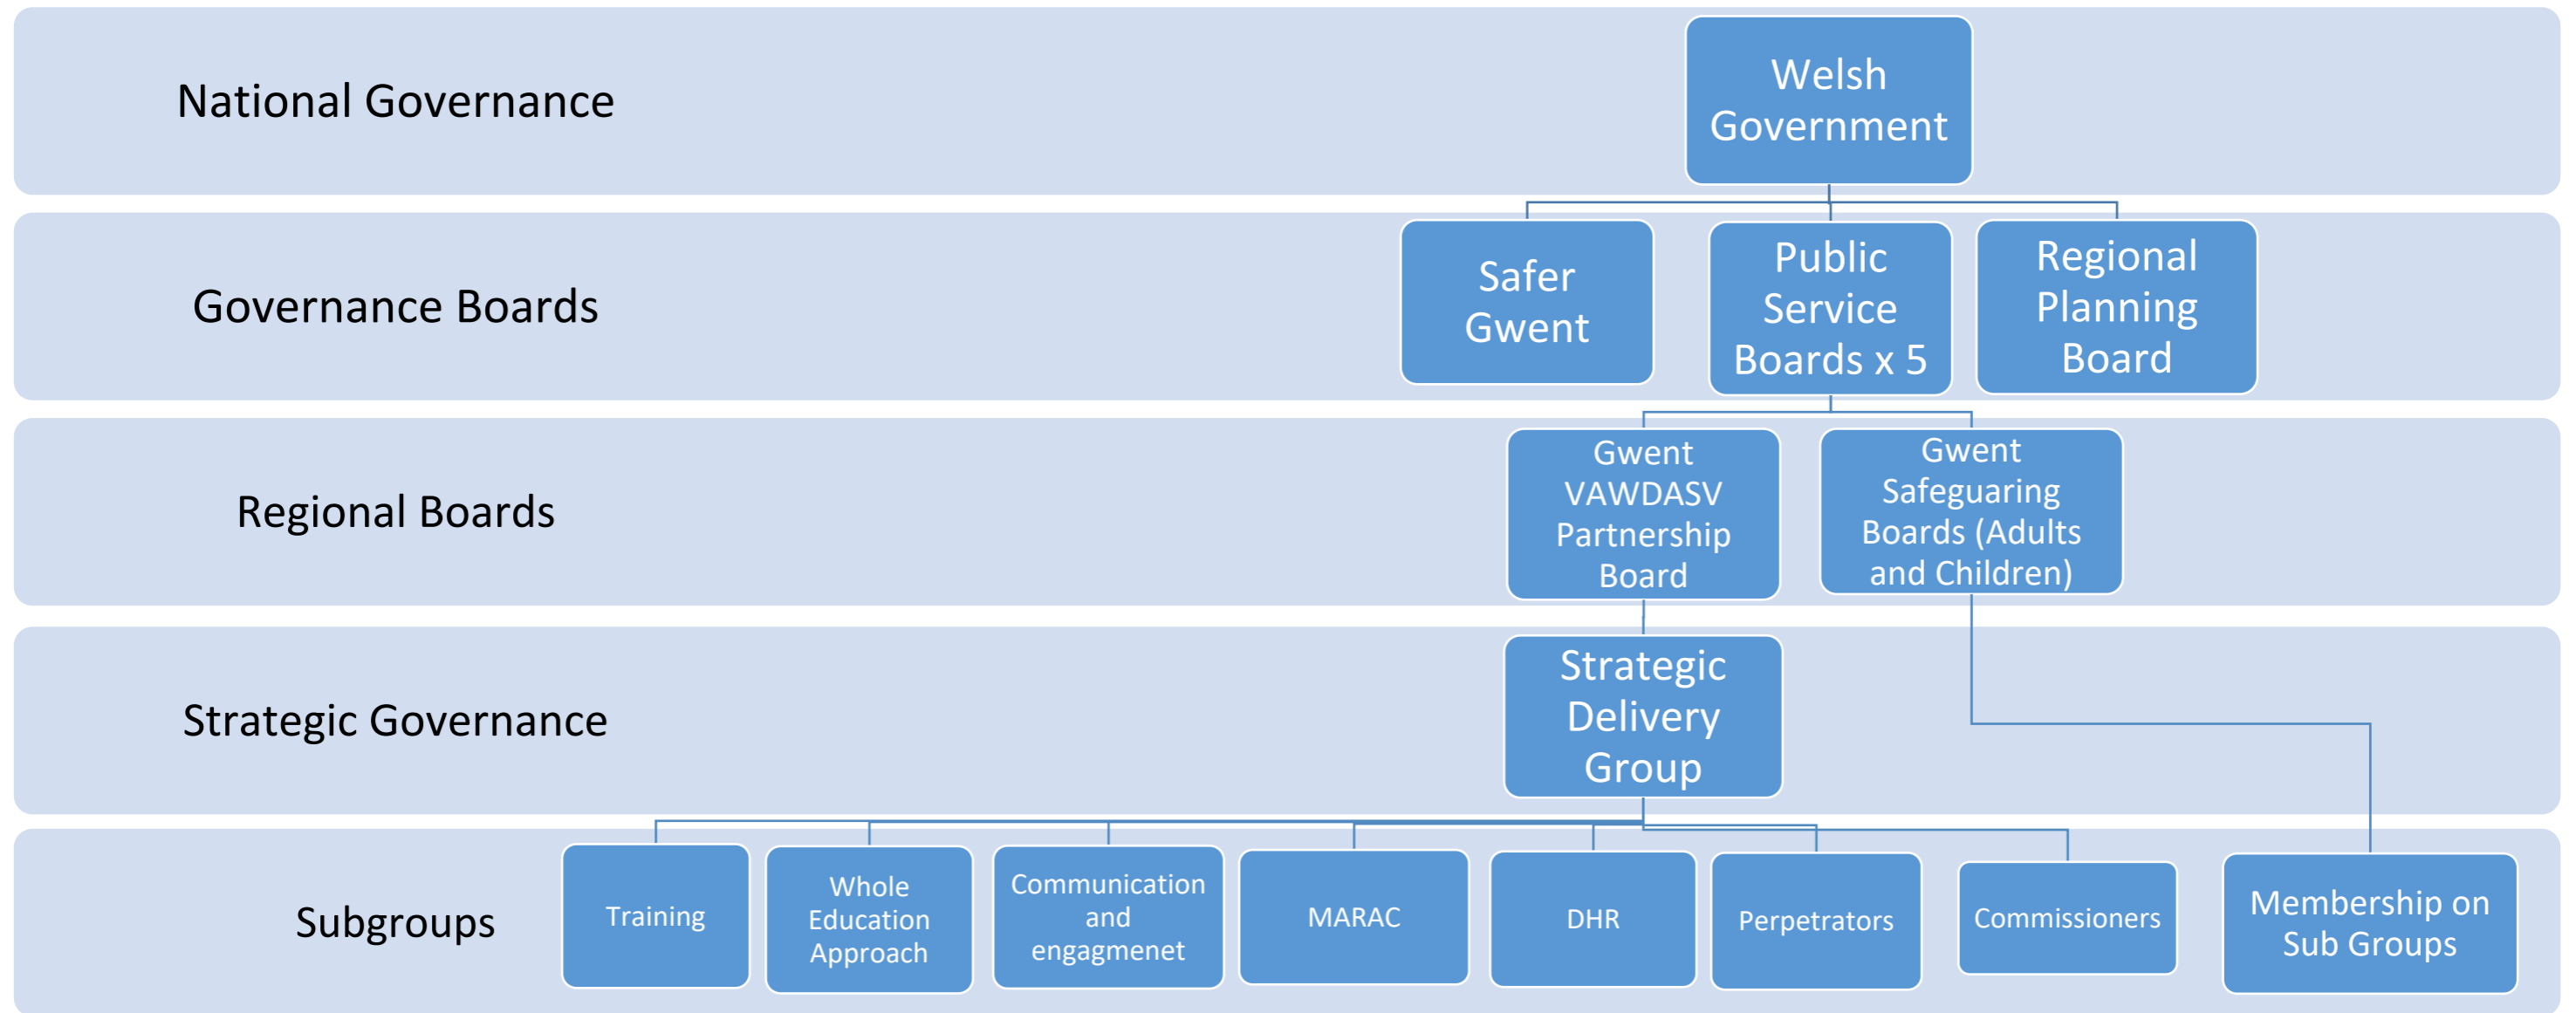 National Governance
Welsh
Government
Governance Boards
Safer
Gwent
Public
Service
Boards x 5
Regional
Planning
Board
Regional Boards
Gwent
VAWDASV
Partnership
Board
Gwent
Safeguaring
Boards (Adults
and Children)
Strategic Governance
Strategic
Delivery
Group
Subgroups
Training
Whole
Education
Approach
Communication
and
engagmenet
MARAC
DHR
Perpetrators
Commissioners
Membership on
Sub Groups